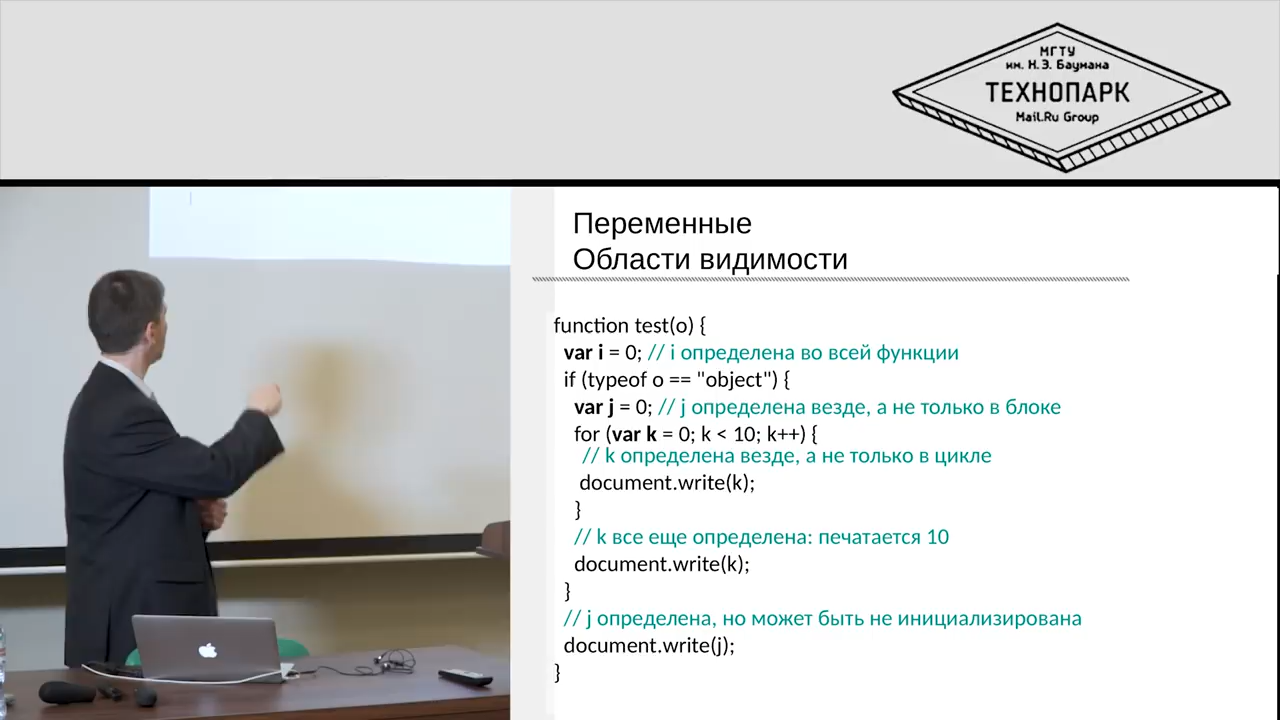 МГТУ
им. Н.Э. Баумана
ТЕХНОПАРК
Mail.Ru Group
Переменные
Области видимости
function test(o) {
var i = 0; // i определена во всей функции
if (typeof o == "object") {
var j = 0; // j определена везде, а не только в блоке
for (var k = 0; k < 10; k++) {
// k определена везде, а не только в цикле
document.write(k);
}
// k все еще определена: печатается 10
document.write(k);
}
// j определена, но может быть не инициализирована
document.write(j);
}